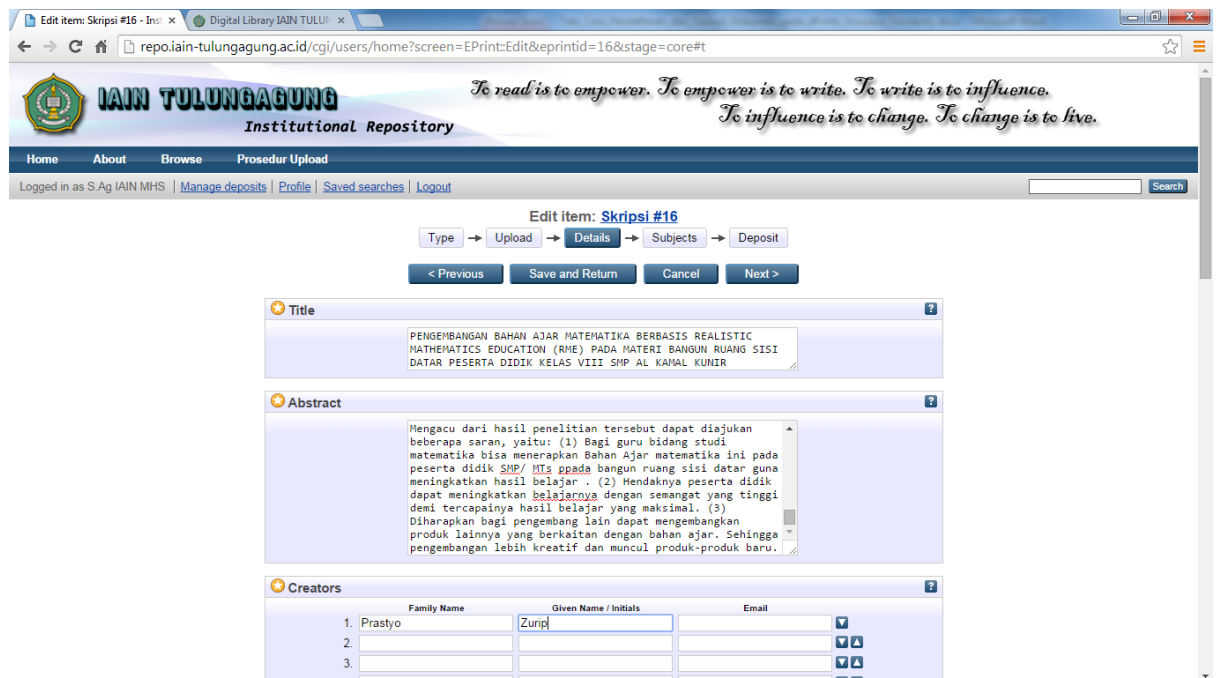 Edit item: Skripsi #16 - Ins
Digital Library IAIN TULUN
repo.iain-tulungagung.ac.id/cgi/users/home?screen=EPrint::Edit&eprintid=16&stage=core#t
IAIN TULUNGAGUNG
Institutional Repository
To read is to empower. To empower is to write. To write is to influence.
To influence is to change. To change is to live.
Home About Browse Prosedur Upload
Logged in as S.Ag IAIN MHS | Manage deposits | Profile | Saved searches | Logout
Search
Edit item: Skripsi #16
Type → Upload → Details → Subjects → Deposit
< Previous Save and Return Cancel Next >
Title
?
PENGEMBANGAN BAHAN AJAR MATEMATIKA BERBASIS REALISTIC
MATHEMATICS EDUCATION (RME) PADA MATERI BANGUN RUANG SISI
DATAR PESERTA DIDIK KELAS VIII SMP AL KAMAL KUNIR
Abstract
?
Mengacu dari hasil penelitian tersebut dapat diajukan
beberapa saran, yaitu: (1) Bagi guru bidang studi
matematika bisa menerapkan Bahan Ajar matematika ini pada
peserta didik SMP/ MTs ppada bangun ruang sisi datar guna
meningkatkan hasil belajar . (2) Hendaknya peserta didik
dapat meningkatkan belajarnya dengan semangat yang tinggi
demi tercapainya hasil belajar yang maksimal. (3)
Diharapkan bagi pengembang lain dapat mengembangkan
produk lainnya yang berkaitan dengan bahan ajar. Sehingga
pengembangan lebih kreatif dan muncul produk-produk baru.
Creators
?
Family Name Given Name / Initials Email
1. Prastyo Zurip
2.
3.